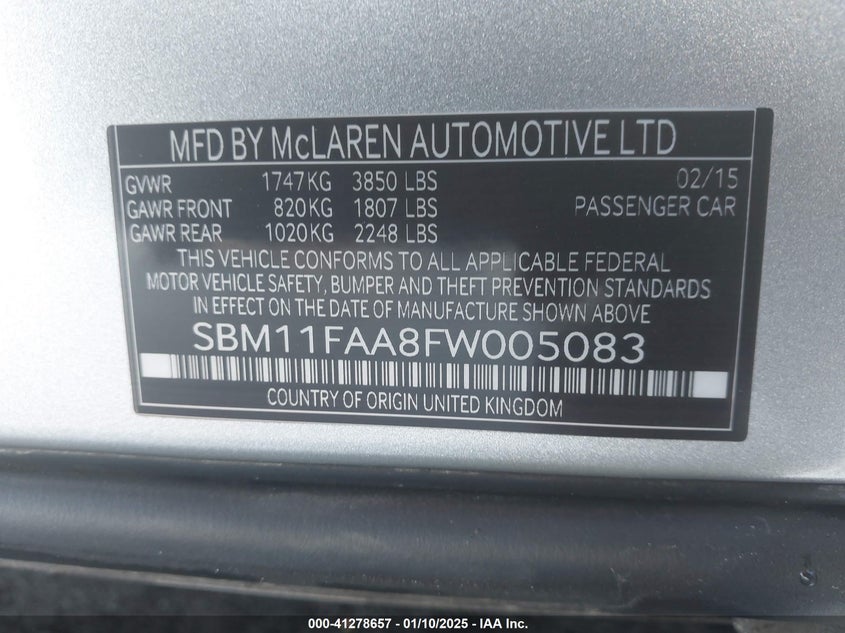 MFD BY McLAREN AUTOMOTIVE LTD
GVWR 1747KG 3850 LBS 02/15
GAWR FRONT 820KG 1807 LBS PASSENGER CAR
GAWR REAR 1020KG 2248 LBS
THIS VEHICLE CONFORMS TO ALL APPLICABLE FEDERAL
MOTOR VEHICLE SAFETY, BUMPER AND THEFT PREVENTION STANDARDS
IN EFFECT ON THE DATE OF MANUFACTURE SHOWN ABOVE
SBM11FAA8FW005083
COUNTRY OF ORIGIN UNITED KINGDOM
000-41278657 - 01/10/2025 - IAA Inc.